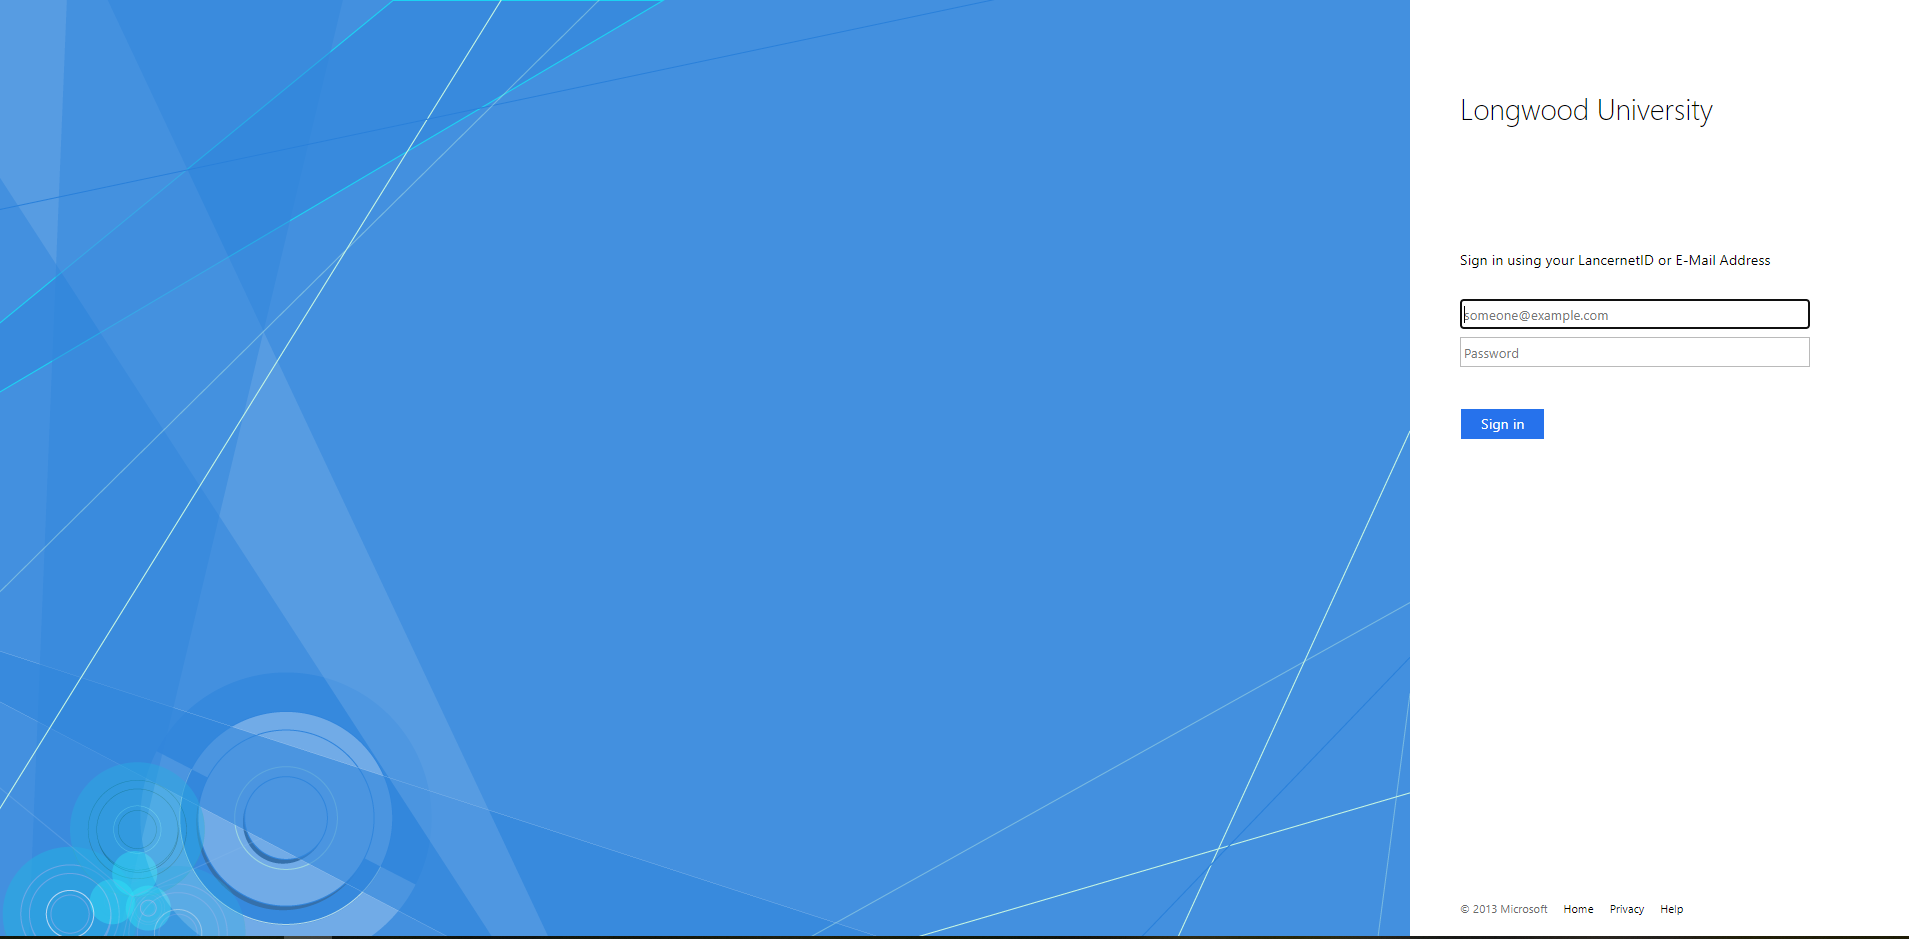 Longwood University
Sign in using your LancernetID or E-Mail Address
someone@example.com
Password
Sign in
© 2013 Microsoft Home Privacy Help